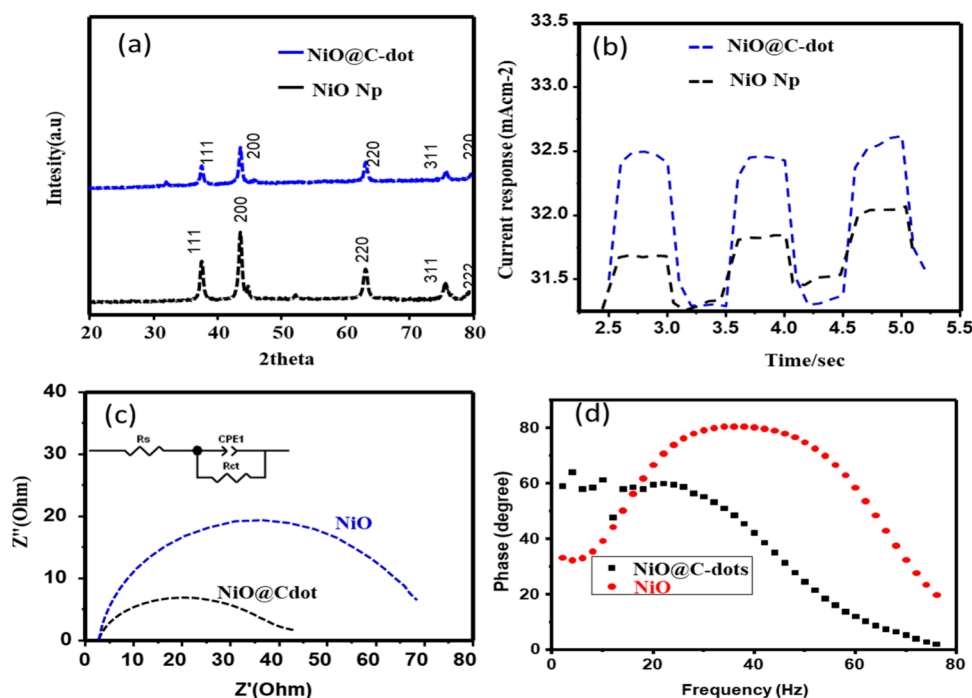 (a)
NiO@C-dot
NiO Np
Intesity(a.u)
111
200
220
311
220
111
200
220
311
222
20 30 40 50 60 70 80
2theta
(b)
NiO@C-dot
NiO Np
Current response (mAcm-2)
33.5
33.0
32.5
32.0
31.5
2.5 3.0 3.5 4.0 4.5 5.0 5.5
Time/sec
(c)
Rs
CPE1
Rct
NiO
NiO@Cdot
Z''(Ohm)
40
30
20
10
0
0 10 20 30 40 50 60 70 80
Z'(Ohm)
(d)
Phase (degree)
80
60
40
20
0
NiO@C-dots
NiO
0 20 40 60 80
Frequency (Hz)